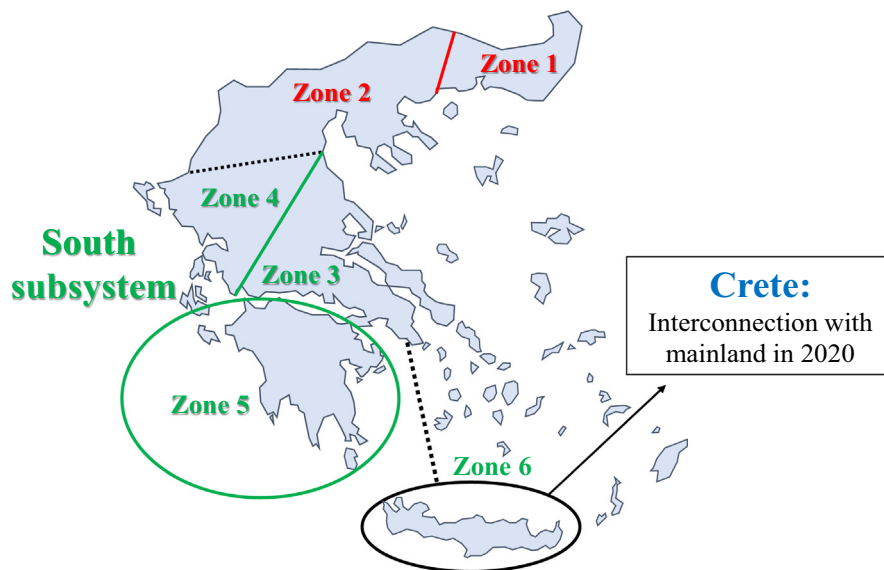 Zone 1
Zone 2
Zone 4
South
subsystem
Zone 3
Crete:
Interconnection with
mainland in 2020
Zone 5
Zone 6